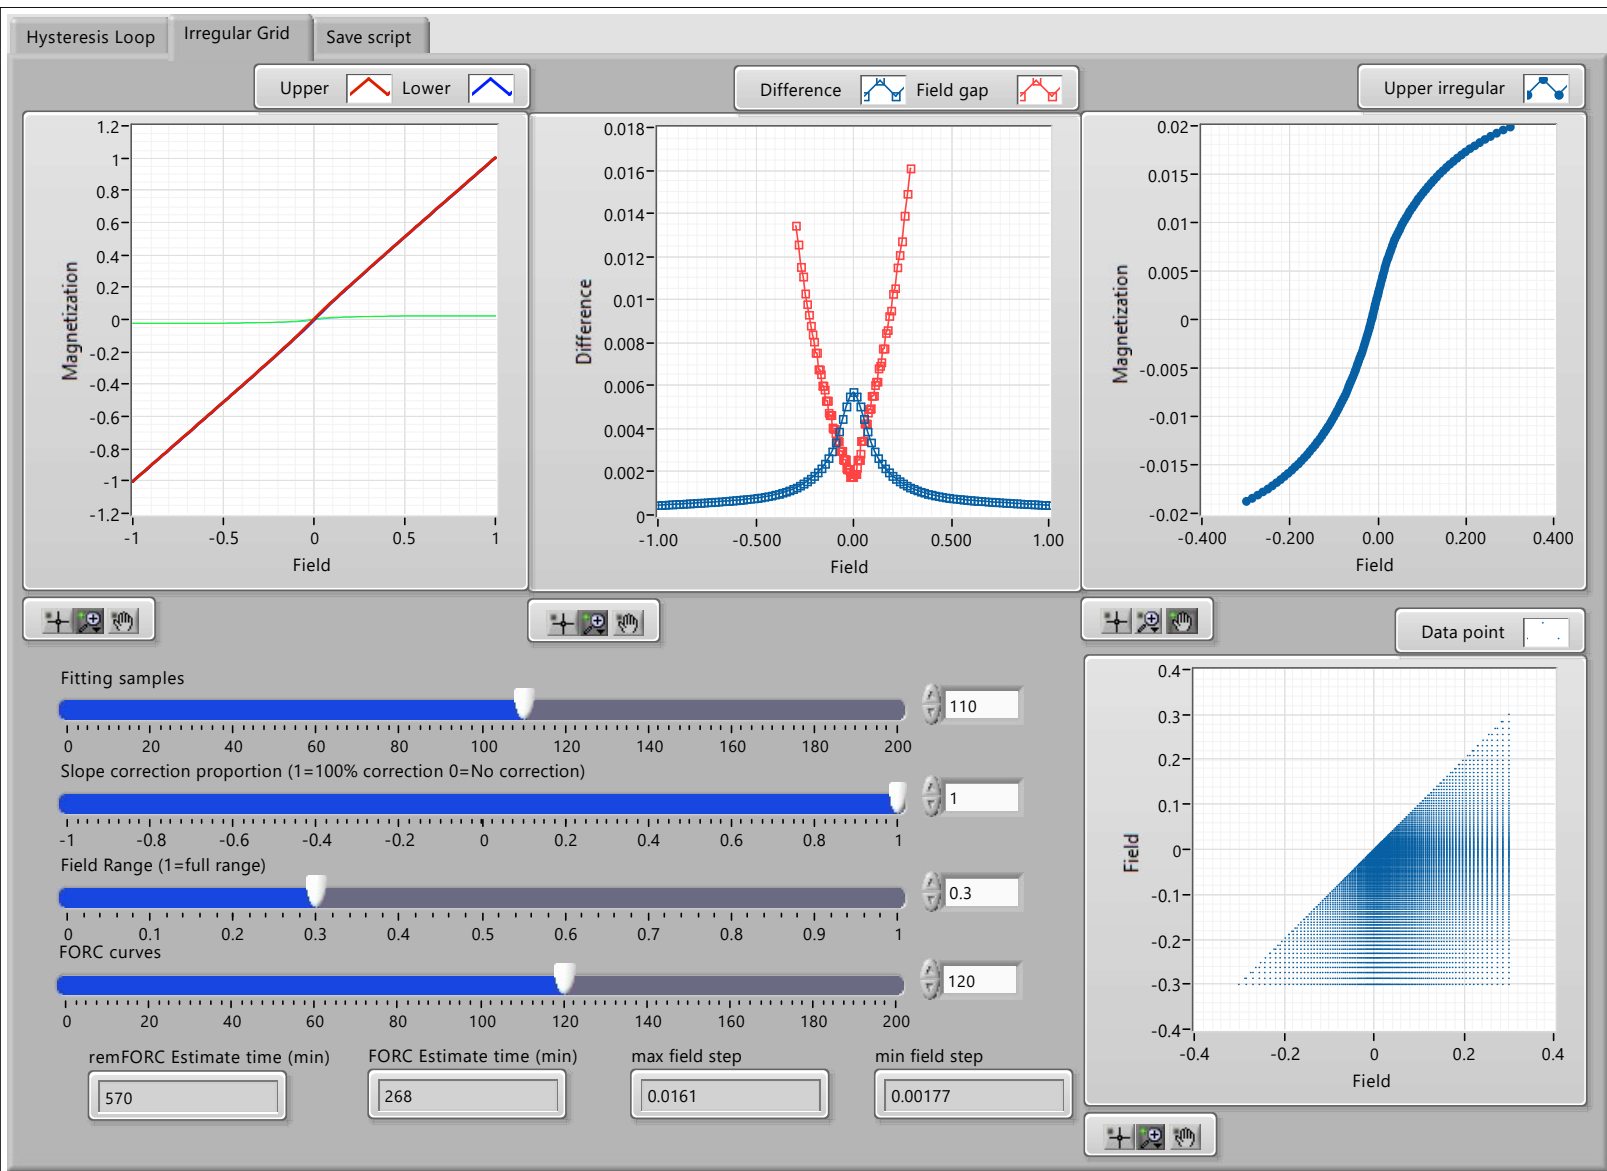 Hysteresis Loop Irregular Grid Save script
Upper Lower
Difference Field gap
Upper irregular
Magnetization
1.2
1
0.8
0.6
0.4
0.2
0
-0.2
-0.4
-0.6
-0.8
-1
-1.2
-1 -0.5 0 0.5 1
Field
Difference
0.018
0.016
0.014
0.012
0.01
0.008
0.006
0.004
0.002
0
-1.00 -0.500 0.00 0.500 1.00
Field
Magnetization
0.02
0.015
0.01
0.005
0
-0.005
-0.01
-0.015
-0.02
-0.400 -0.200 0.00 0.200 0.400
Field
Data point
Field
0.4
0.3
0.2
0.1
0
-0.1
-0.2
-0.3
-0.4
-0.4 -0.2 0 0.2 0.4
Field
Fitting samples
110
0 20 40 60 80 100 120 140 160 180 200
Slope correction proportion (1=100% correction 0=No correction)
1
-1 -0.8 -0.6 -0.4 -0.2 0 0.2 0.4 0.6 0.8 1
Field Range (1=full range)
0.3
0 0.1 0.2 0.3 0.4 0.5 0.6 0.7 0.8 0.9 1
FORC curves
120
0 20 40 60 80 100 120 140 160 180 200
remFORC Estimate time (min) FORC Estimate time (min) max field step min field step
570 268 0.0161 0.00177